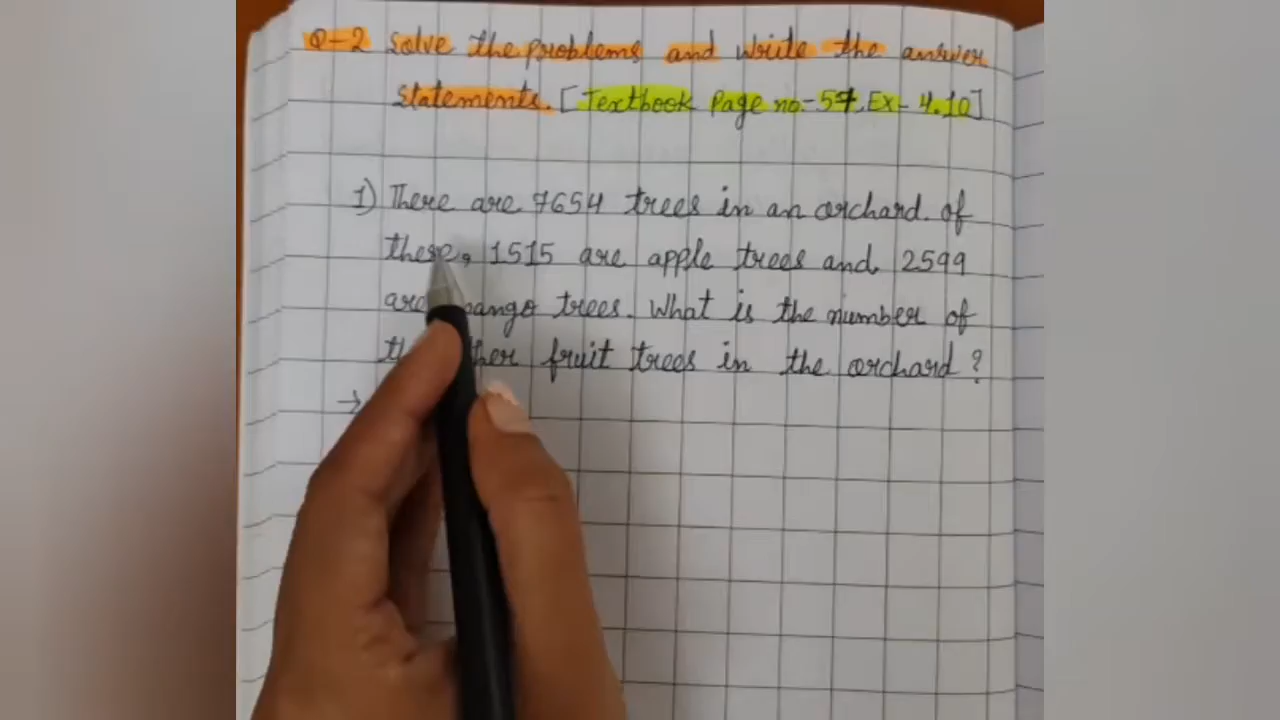 Q-2 Solve the problems and write the answer
statements. [Textbook Page no:-57, Ex- 4.10]
1) There are 7654 trees in an orchard. of
these, 1515 are apple trees and 2599
are trees. What is the number of
fruit trees in the orchard ?
→